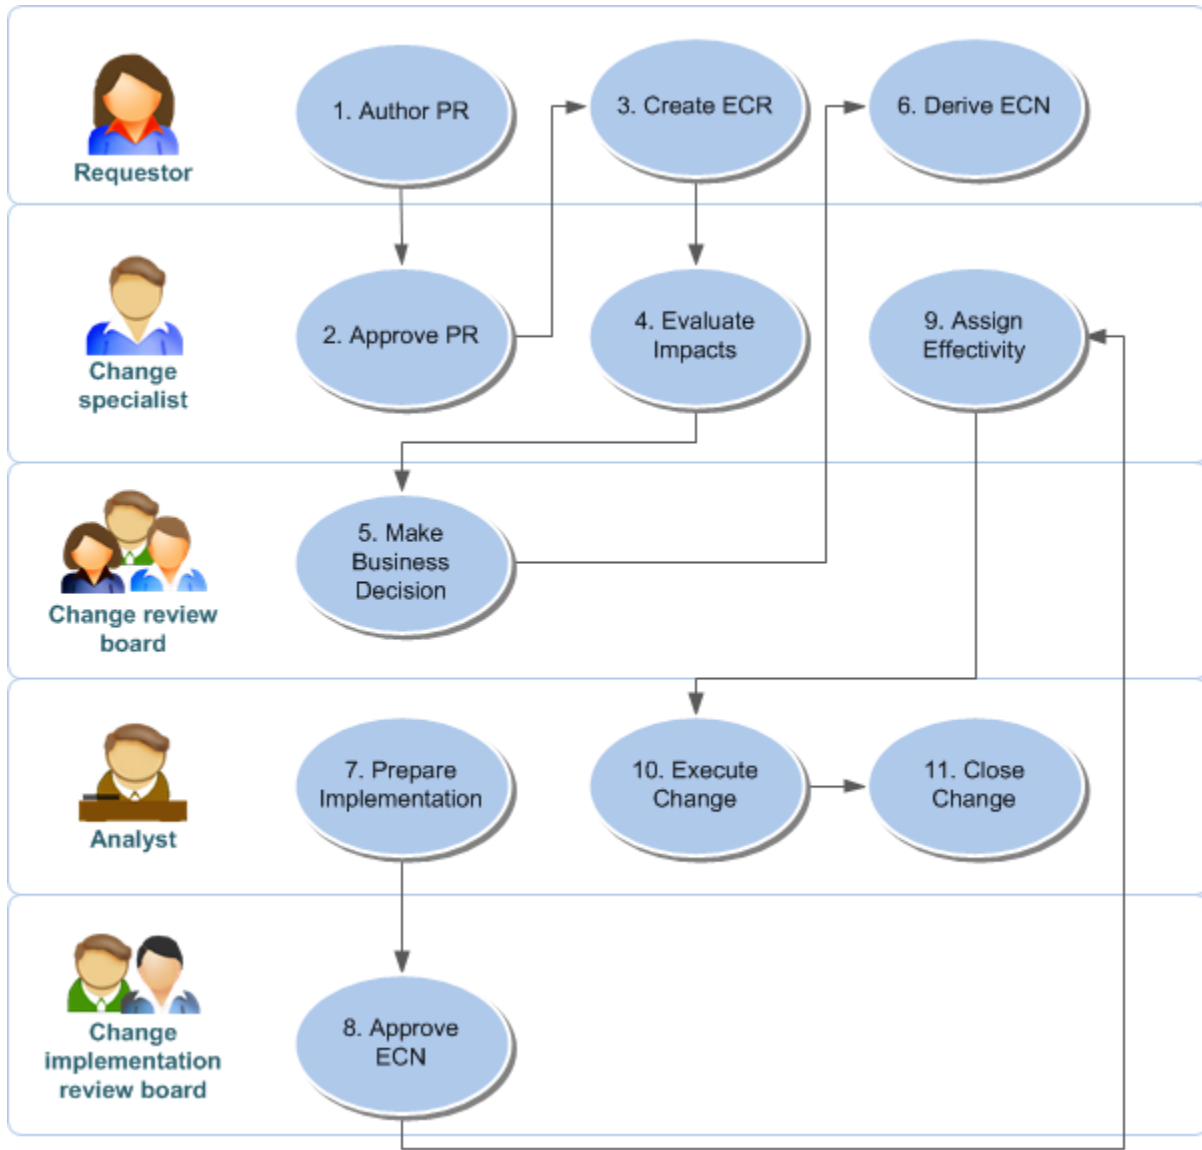 1. Author PR
3. Create ECR
6. Derive ECN
Requestor
2. Approve PR
4. Evaluate
Impacts
9. Assign
Effectivity
Change
specialist
5. Make
Business
Decision
Change review
board
7. Prepare
Implementation
10. Execute
Change
11. Close
Change
Analyst
8. Approve
ECN
Change
implementation
review board